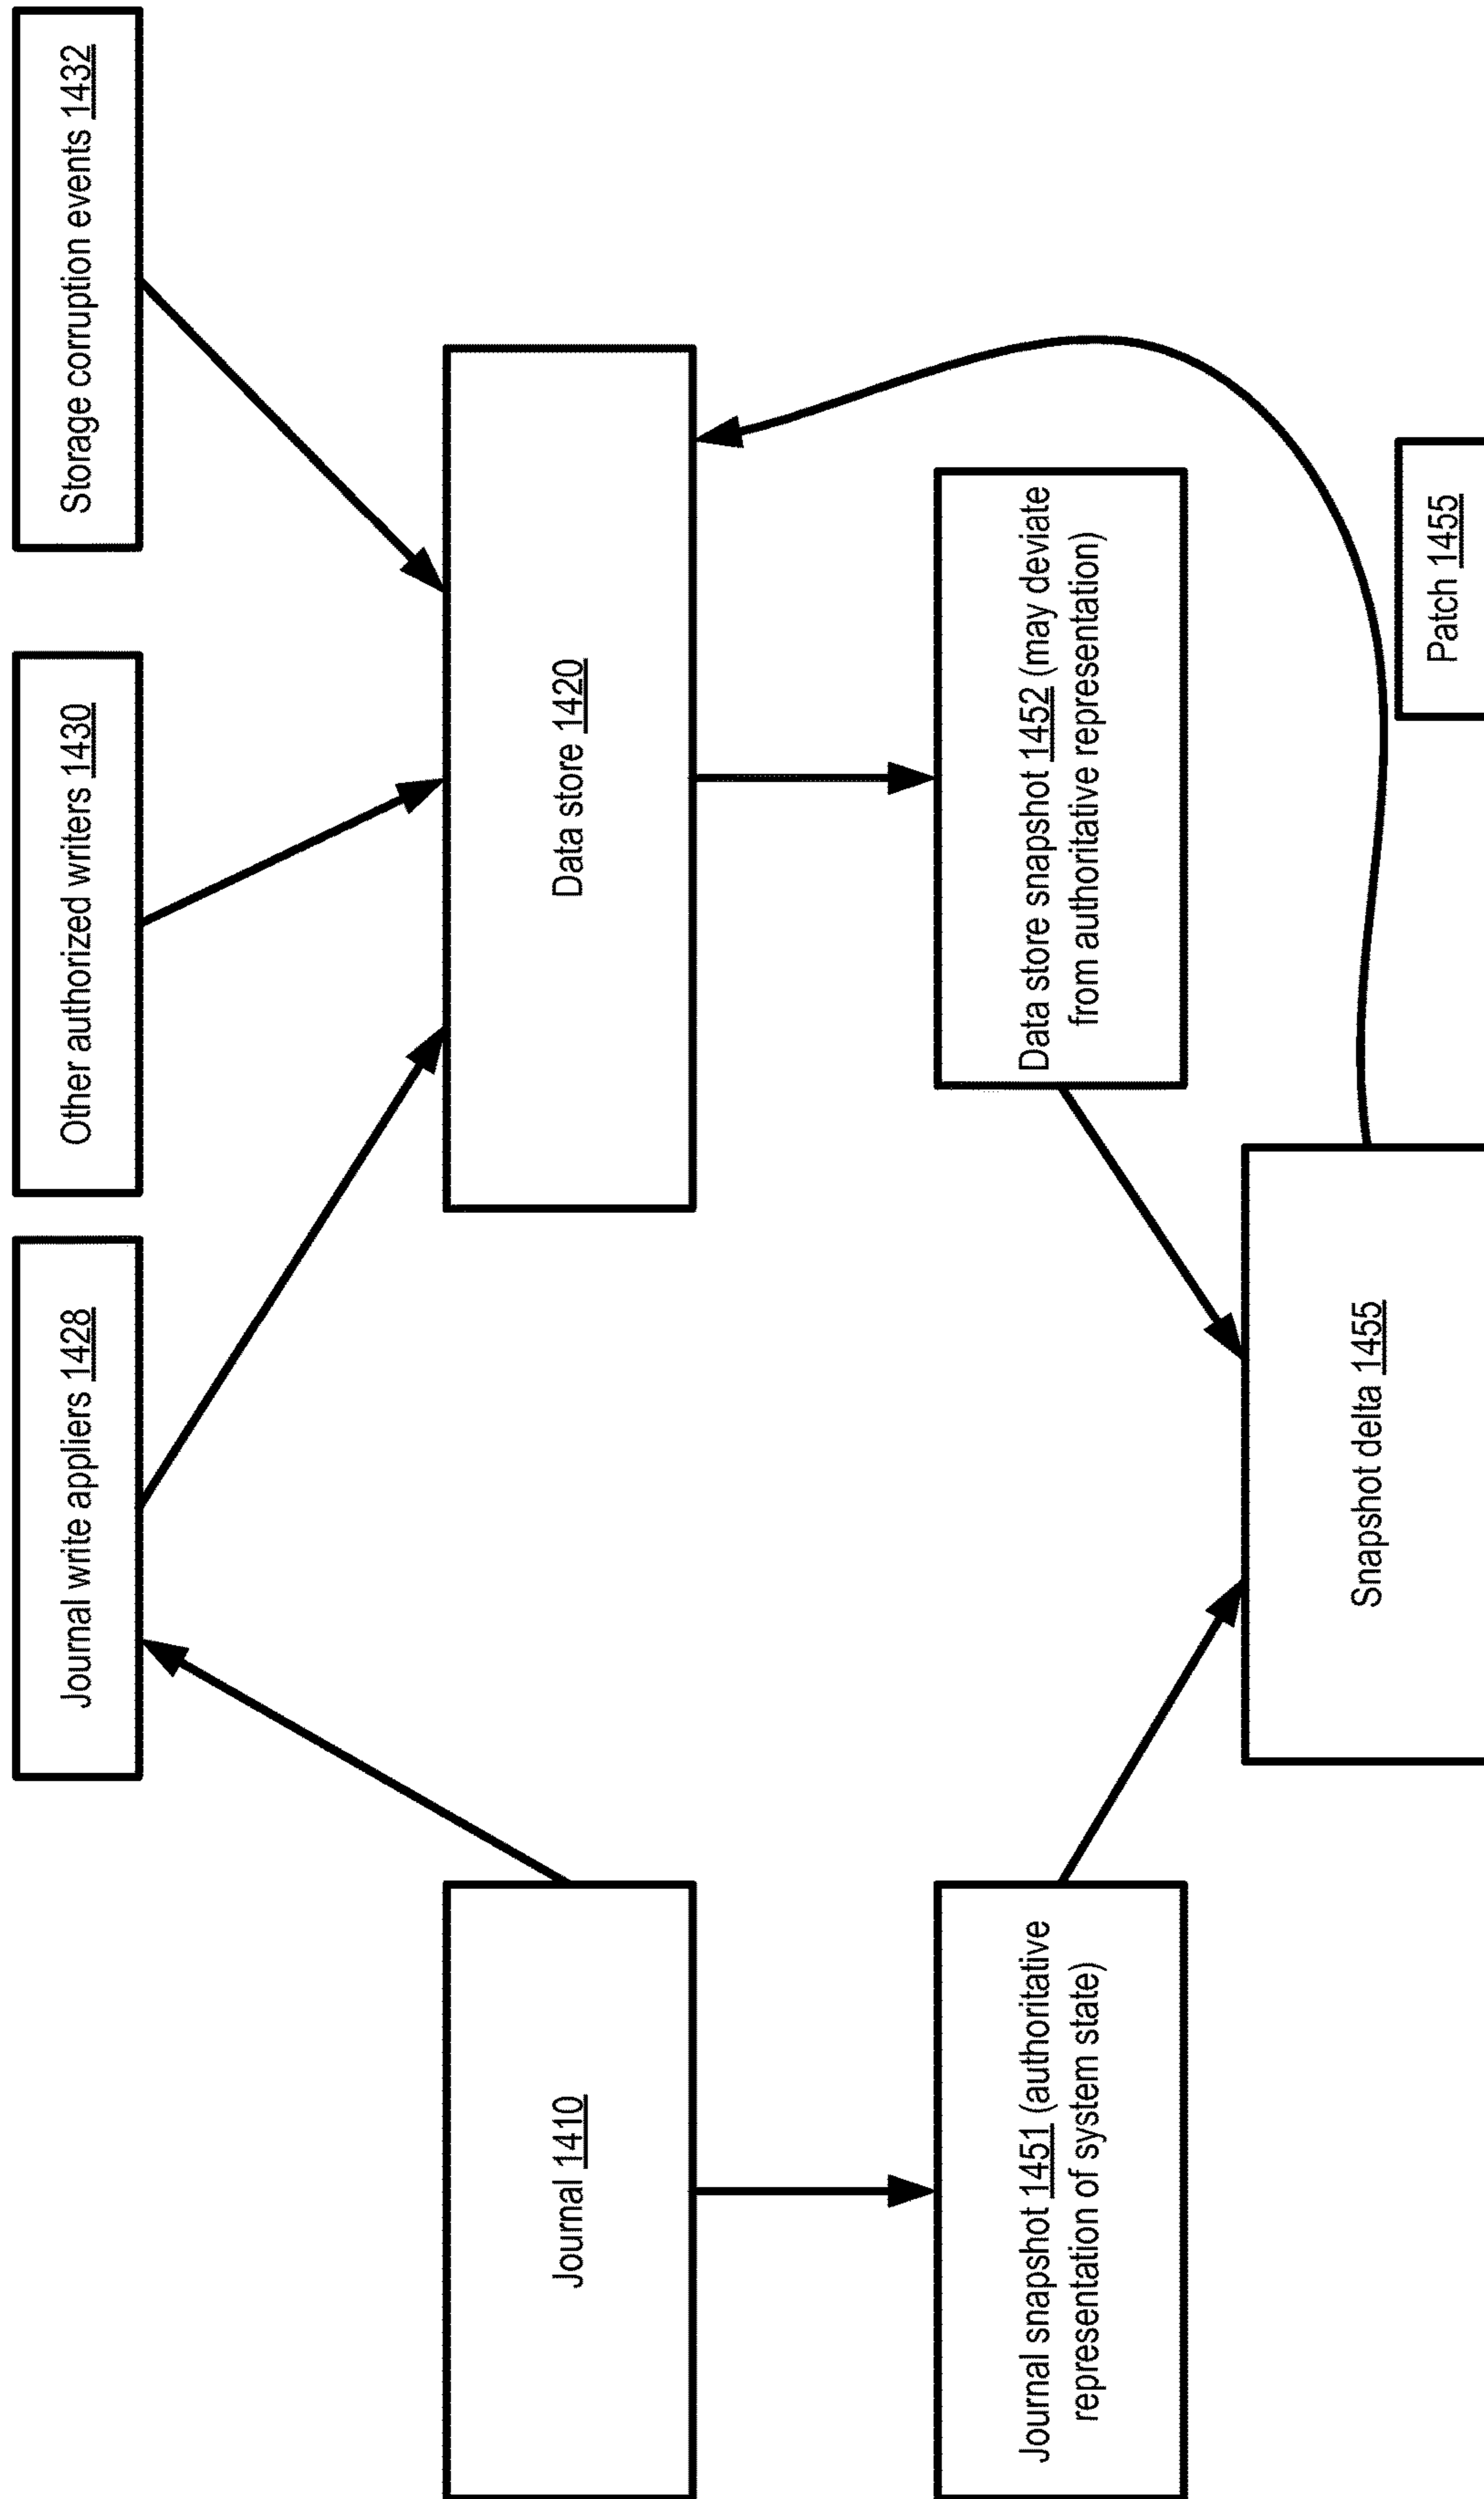 Journal write appliers 1428
Other authorized writers 1430
Storage corruption events 1432
Journal 1410
Data store 1420
Journal snapshot 1451 (authoritative
representation of system state)
Data store snapshot 1452 (may deviate
from authoritative representation)
Snapshot delta 1455
Patch 1455